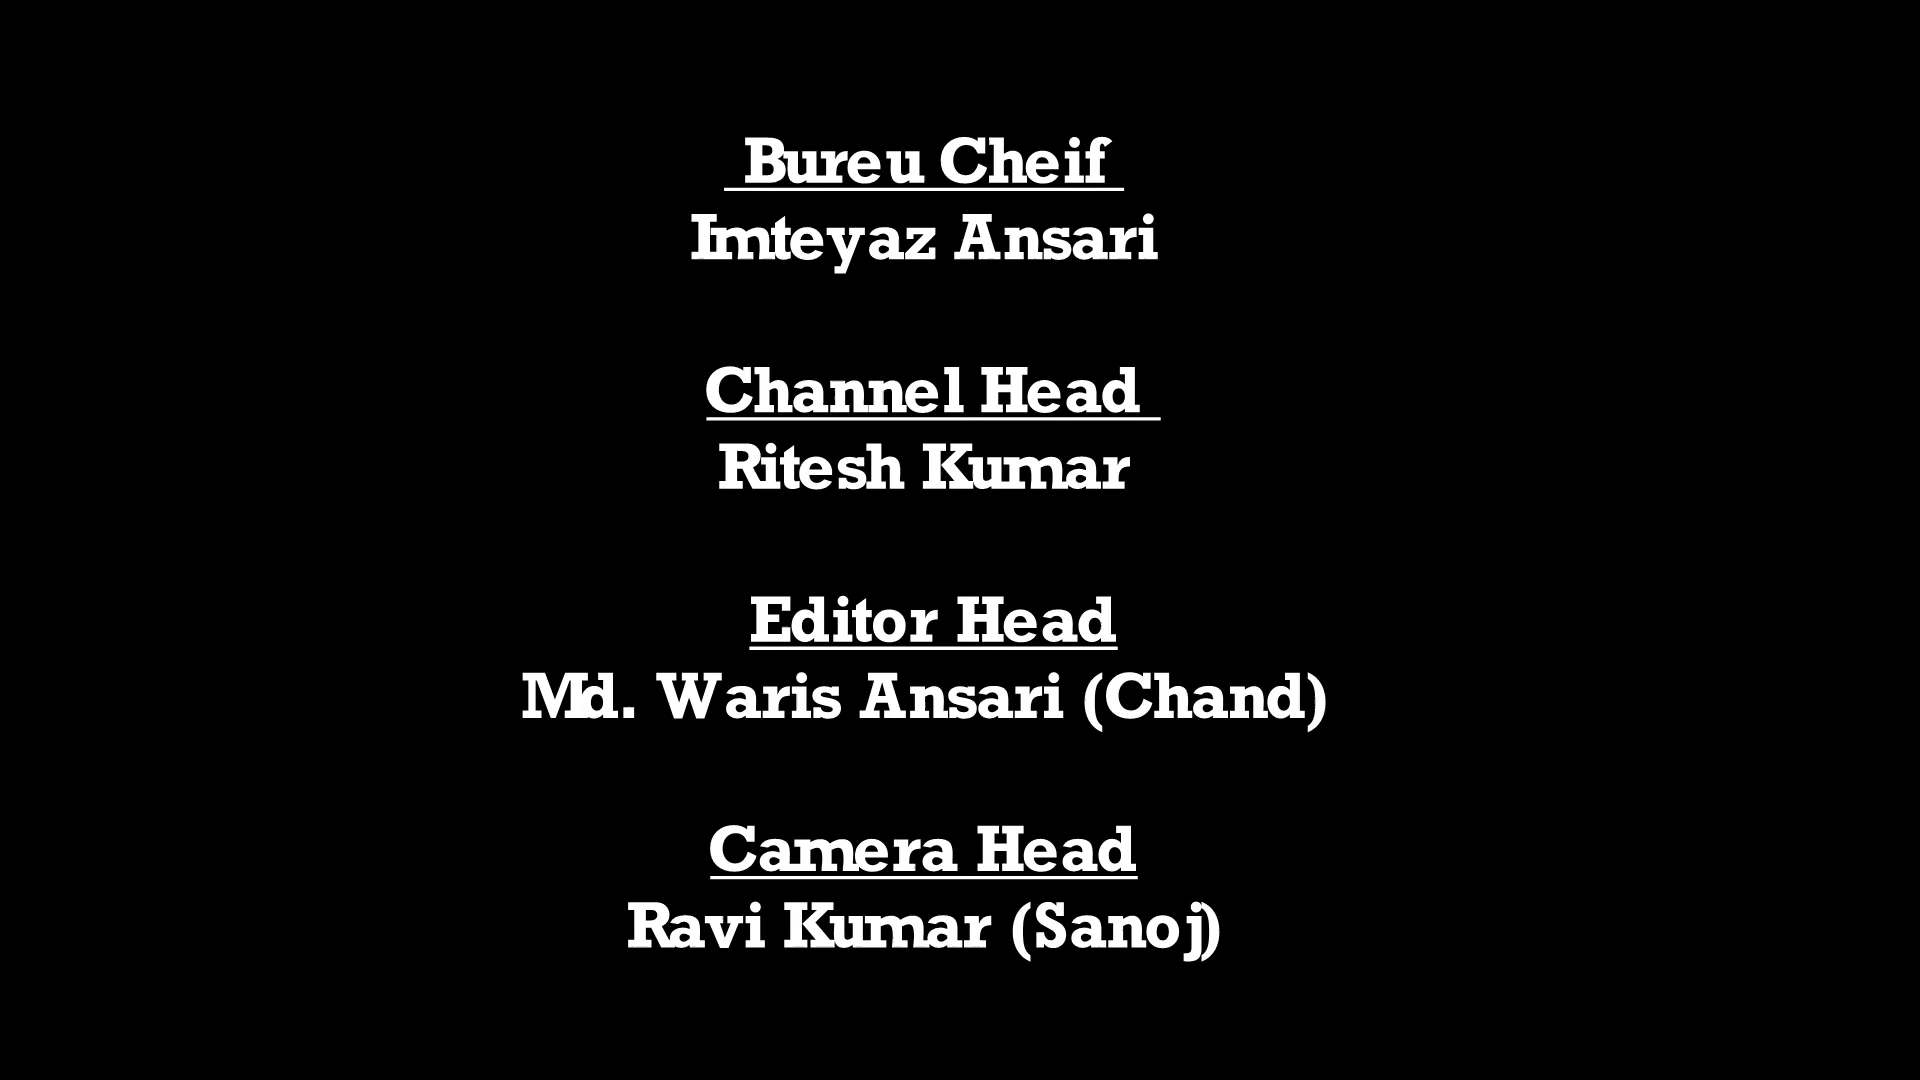 Bureu Cheif
Imteyaz Ansari
Channel Head
Ritesh Kumar
Editor Head
Md. Waris Ansari (Chand)
Camera Head
Ravi Kumar (Sanoj)